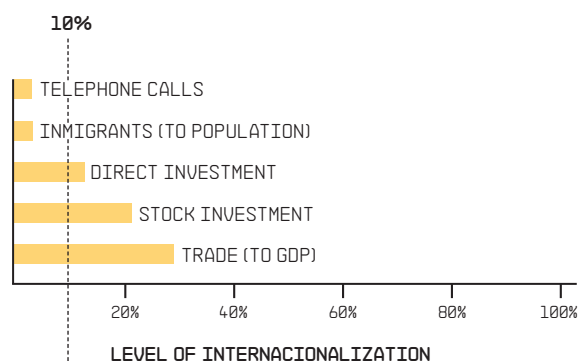 10%
TELEPHONE CALLS
INMIGRANTS (TO POPULATION)
DIRECT INVESTMENT
STOCK INVESTMENT
TRADE (TO GDP)
20% 40% 60% 80% 100%
LEVEL OF INTERNACIONALIZATION